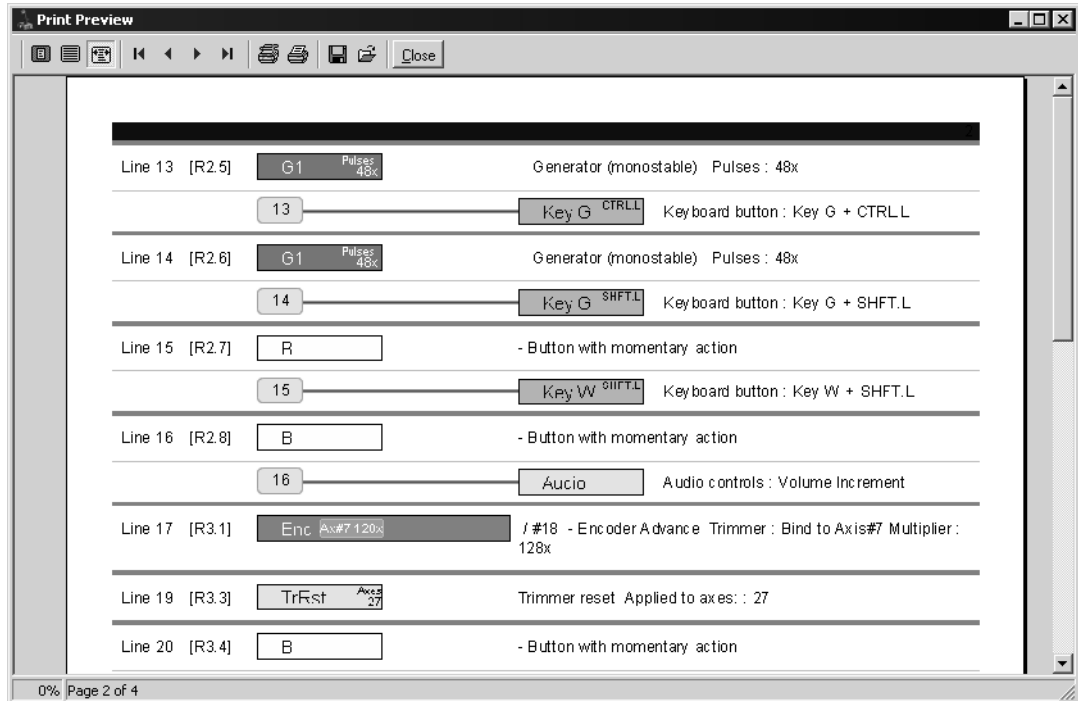 Print Preview
Close
2
Line 13 [R2.5] G1 Pulses 48x Generator (monostable) Pulses : 48x
13 Key G CTRL.L Keyboard button : Key G + CTRL.L
Line 14 [R2.6] G1 Pulses 48x Generator (monostable) Pulses : 48x
14 Key G SHFT.L Keyboard button : Key G + SHFT.L
Line 15 [R2.7] R - Button with momentary action
15 Key W SHFT.L Keyboard button : Key W + SHFT.L
Line 16 [R2.8] B - Button with momentary action
16 Aucio Audio controls : Volume Increment
Line 17 [R3.1] Enc Ax#7 120x / #18 - Encoder Advance Trimmer : Bind to Axis#7 Multiplier :
128x
Line 19 [R3.3] TrRst Axes 27 Trimmer reset Applied to axes: : 27
Line 20 [R3.4] B - Button with momentary action
0% Page 2 of 4